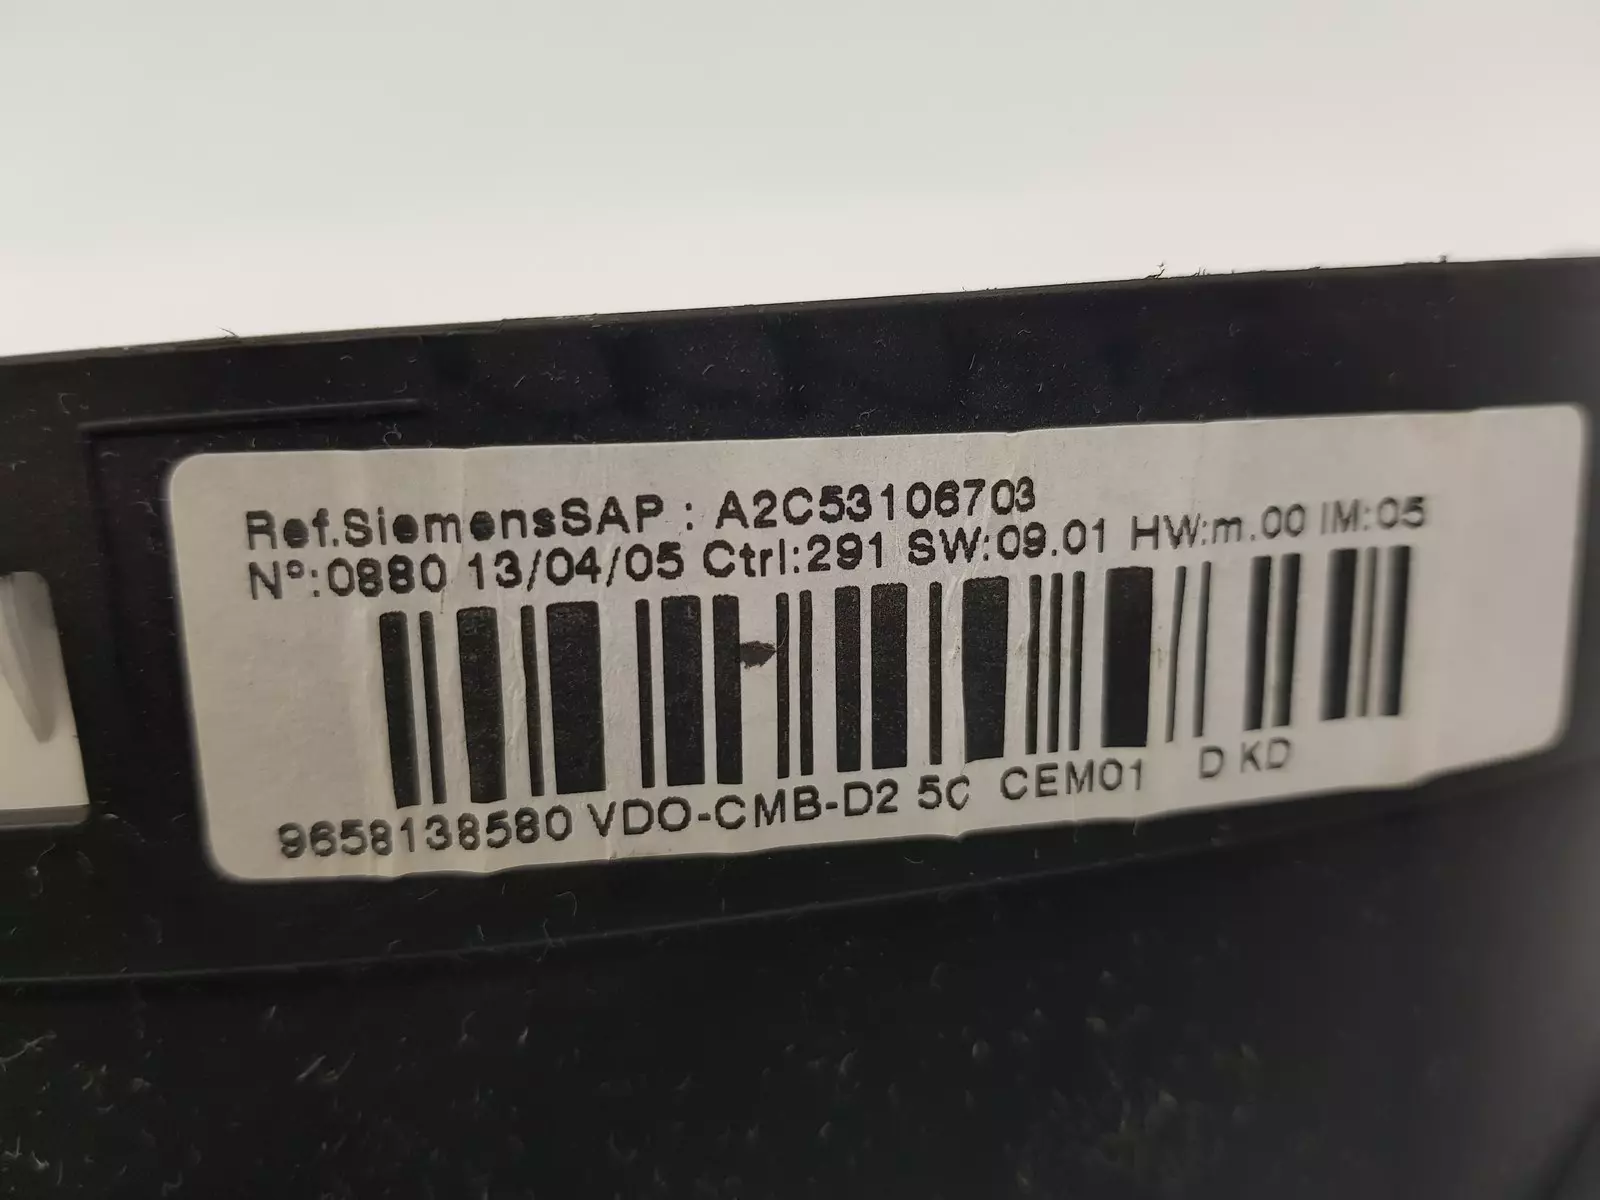 Ref.SiemensSAP : A2C53106703
Nº:0880 13/04/05 Ctrl:291 SW:09.01 HW:m.00 IM:05
9658138580 VDO-CMB-D2 5C CEM01 D KD